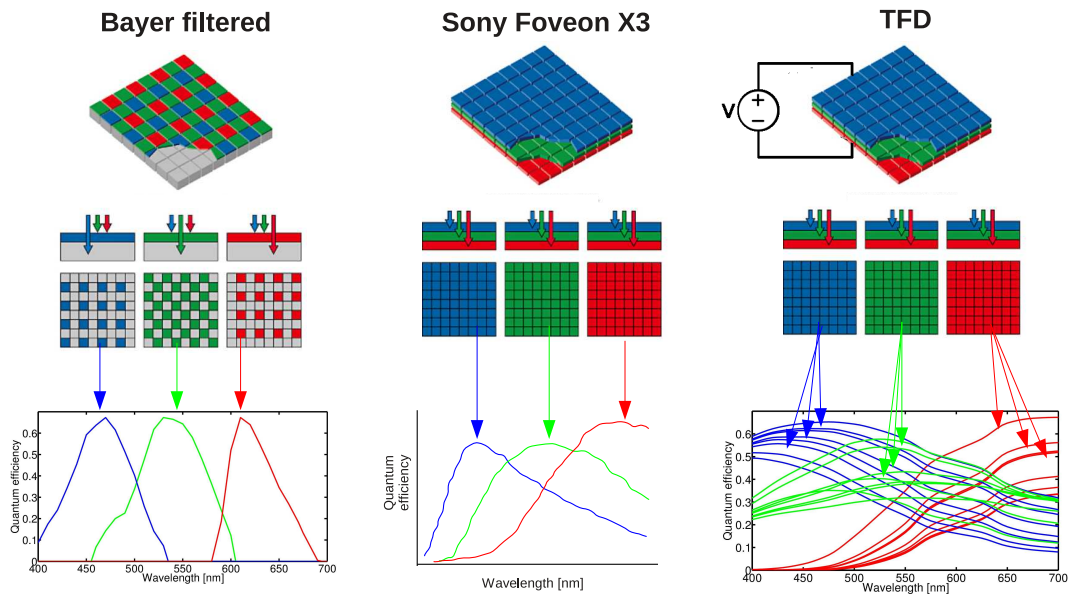 Bayer filtered
Sony Foveon X3
TFD
V
+
−
Quantum efficiency
0.6
0.5
0.4
0.3
0.2
0.1
0
400
450
500
550
600
650
700
Wavelength [nm]
Quantum
efficiency
Wavelength [nm]
Quantum efficiency
0.6
0.5
0.4
0.3
0.2
0.1
0
400
450
500
550
600
650
700
Wavelength [nm]